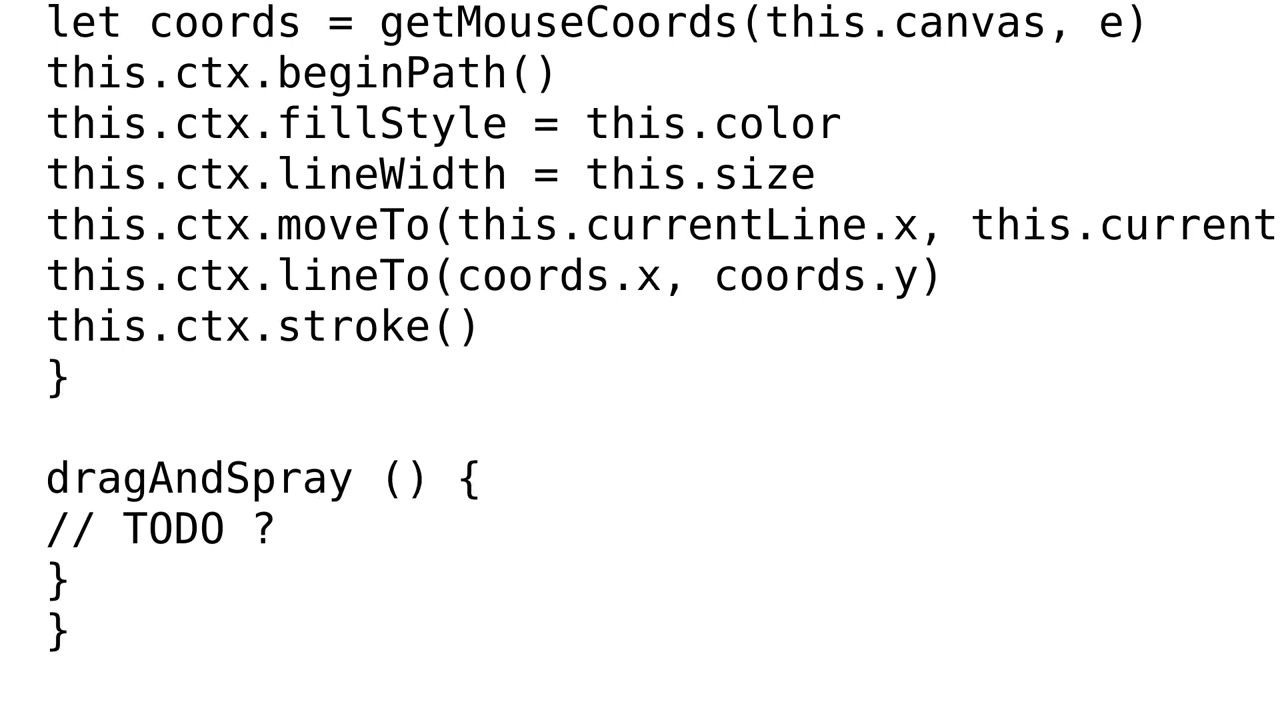 let coords = getMouseCoords(this.canvas, e)
this.ctx.beginPath()
this.ctx.fillStyle = this.color
this.ctx.lineWidth = this.size
this.ctx.moveTo(this.currentLine.x, this.current
this.ctx.lineTo(coords.x, coords.y)
this.ctx.stroke()
}
dragAndSpray () {
// TODO ?
}
}